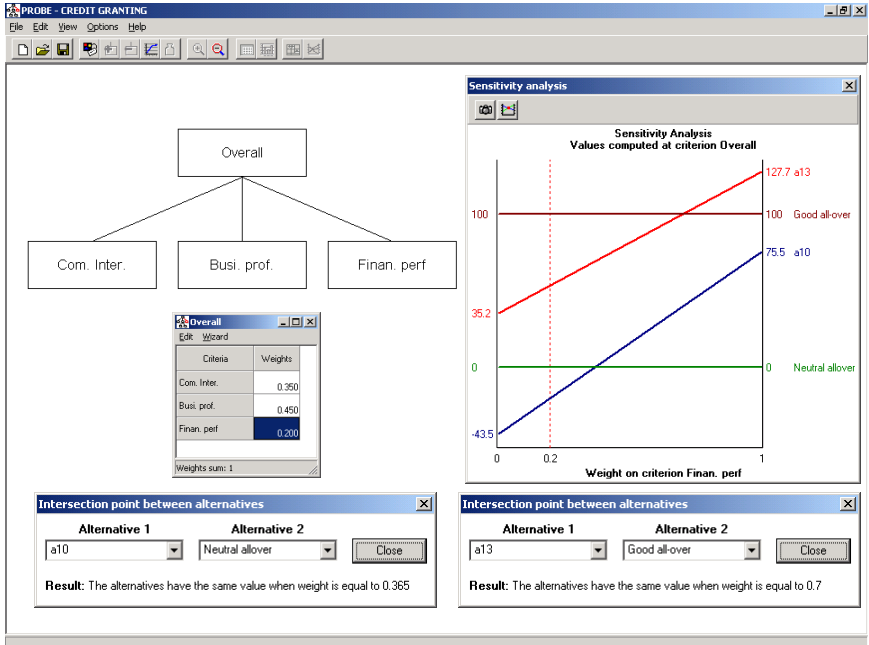 PROBE - CREDIT GRANTING
File Edit View Options Help
Overall
Com. Inter. Busi. prof. Finan. perf
Overall
Edit Wizard
Criteria Weights
Com. Inter. 0.350
Busi. prof. 0.450
Finan. perf 0.200
Weights sum: 1
Sensitivity analysis
Sensitivity Analysis
Values computed at criterion Overall
127.7 a13
100 100 Good all-over
75.5 a10
35.2
0 0 Neutral allover
-43.5
0 0.2 1
Weight on criterion Finan. perf
Intersection point between alternatives
Alternative 1 Alternative 2
a10 Neutral allover Close
Result: The alternatives have the same value when weight is equal to 0.365
Intersection point between alternatives
Alternative 1 Alternative 2
a13 Good all-over Close
Result: The alternatives have the same value when weight is equal to 0.7